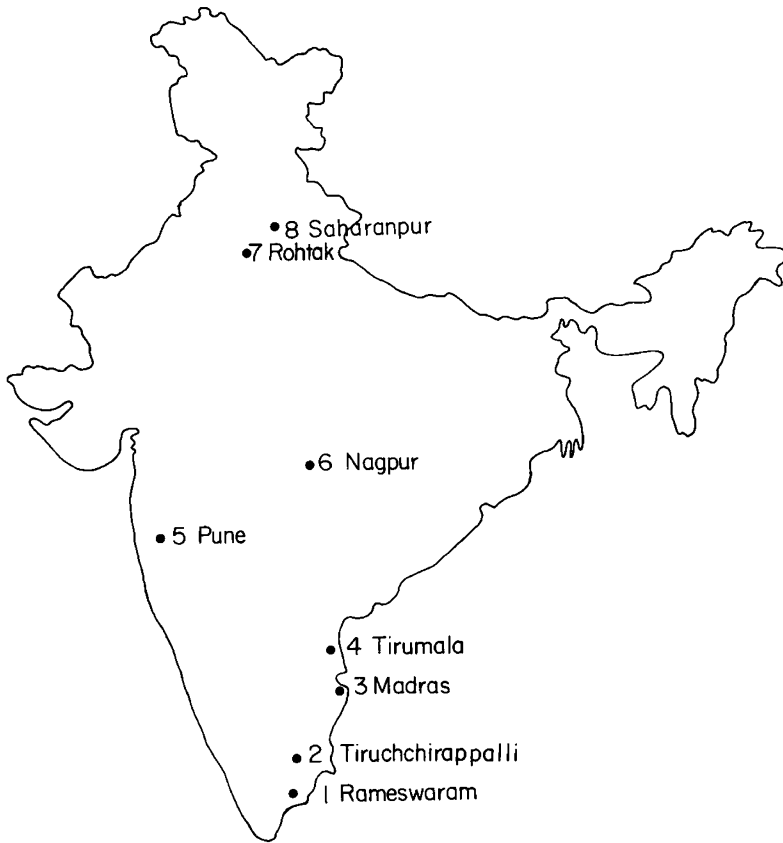 8 Saharanpur
7 Rohtak
6 Nagpur
5 Pune
4 Tirumala
3 Madras
2 Tiruchchirappalli
1 Rameswaram